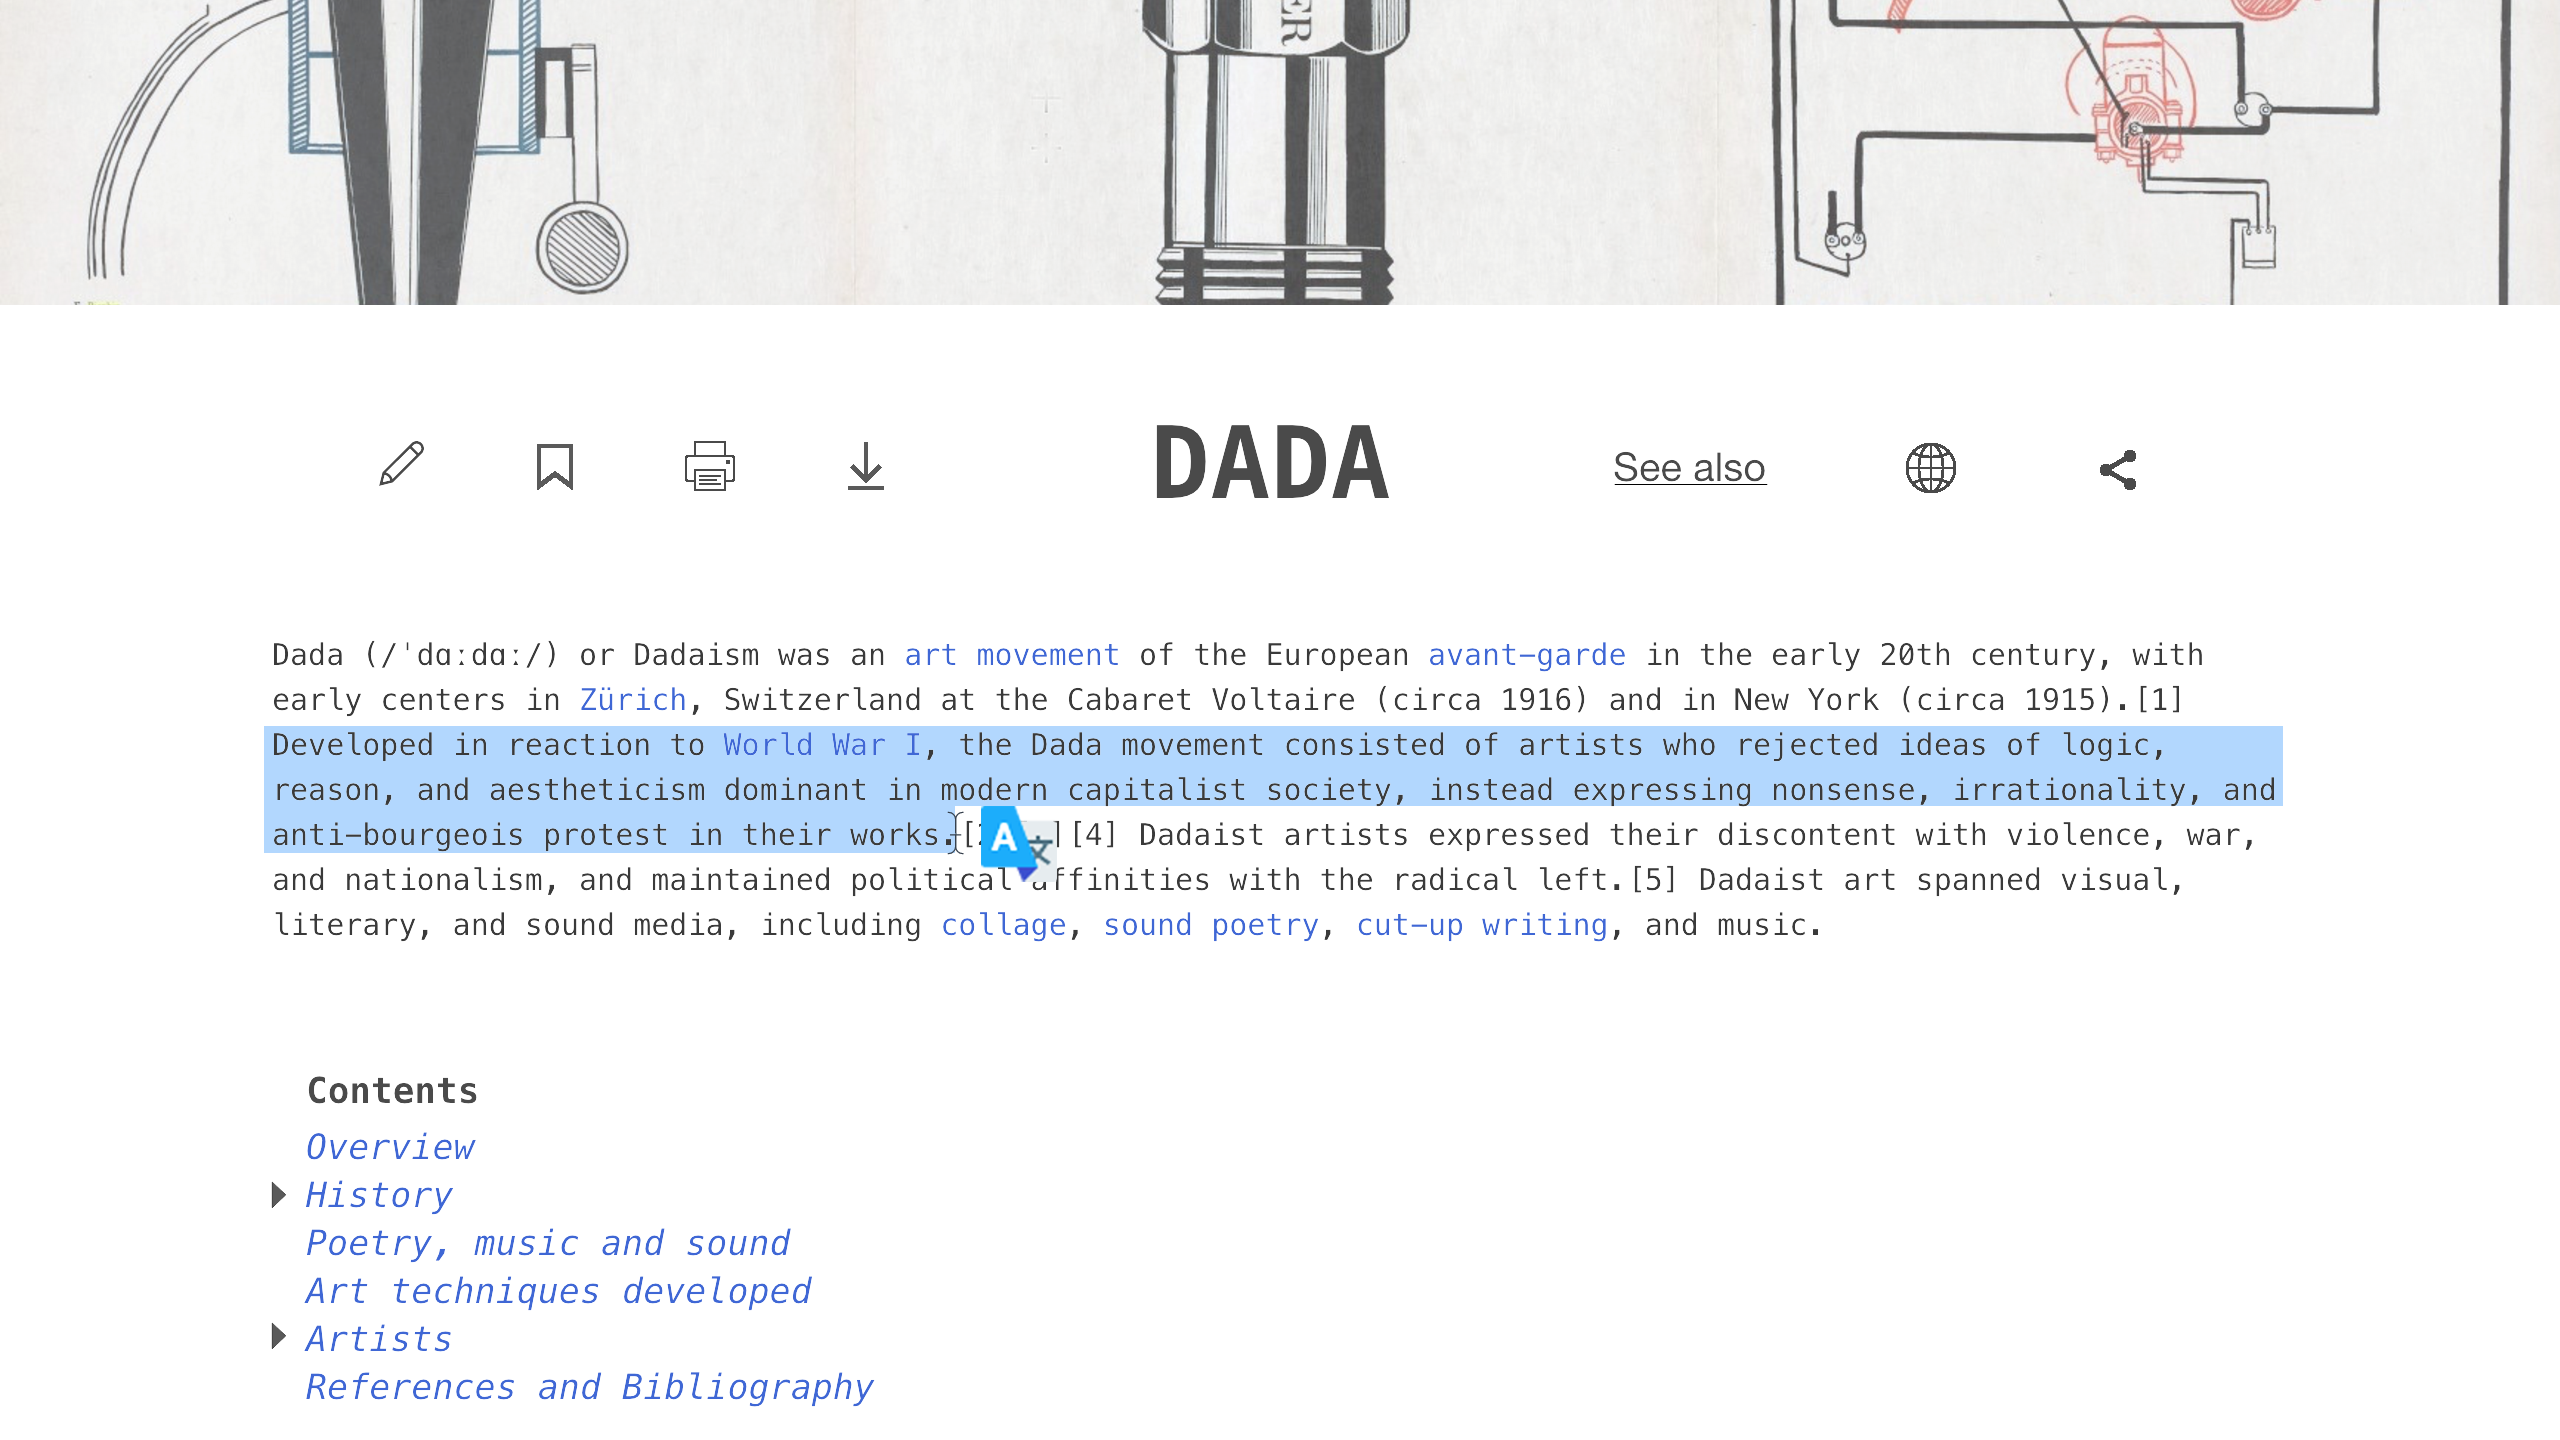 ER
DADA
See also
Dada (/ˈdɑːdɑː/) or Dadaism was an art movement of the European avant-garde in the early 20th century, with
early centers in Zürich, Switzerland at the Cabaret Voltaire (circa 1916) and in New York (circa 1915).[1]
Developed in reaction to World War I, the Dada movement consisted of artists who rejected ideas of logic,
reason, and aestheticism dominant in modern capitalist society, instead expressing nonsense, irrationality, and
anti-bourgeois protest in their works. A文 [4] Dadaist artists expressed their discontent with violence, war,
and nationalism, and maintained political affinities with the radical left.[5] Dadaist art spanned visual,
literary, and sound media, including collage, sound poetry, cut-up writing, and music.
Contents
Overview
History
Poetry, music and sound
Art techniques developed
Artists
References and Bibliography